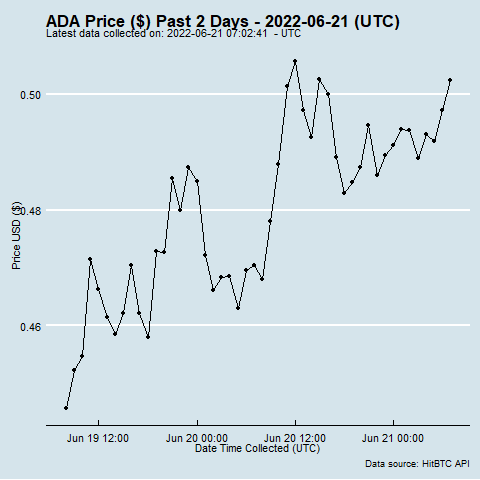 ADA Price ($) Past 2 Days - 2022-06-21 (UTC)
Latest data collected on: 2022-06-21 07:02:41  - UTC
0.50
0.48
0.46
Price USD ($)
Jun 19 12:00
Jun 20 00:00
Jun 20 12:00
Jun 21 00:00
Date Time Collected (UTC)
Data source: HitBTC API